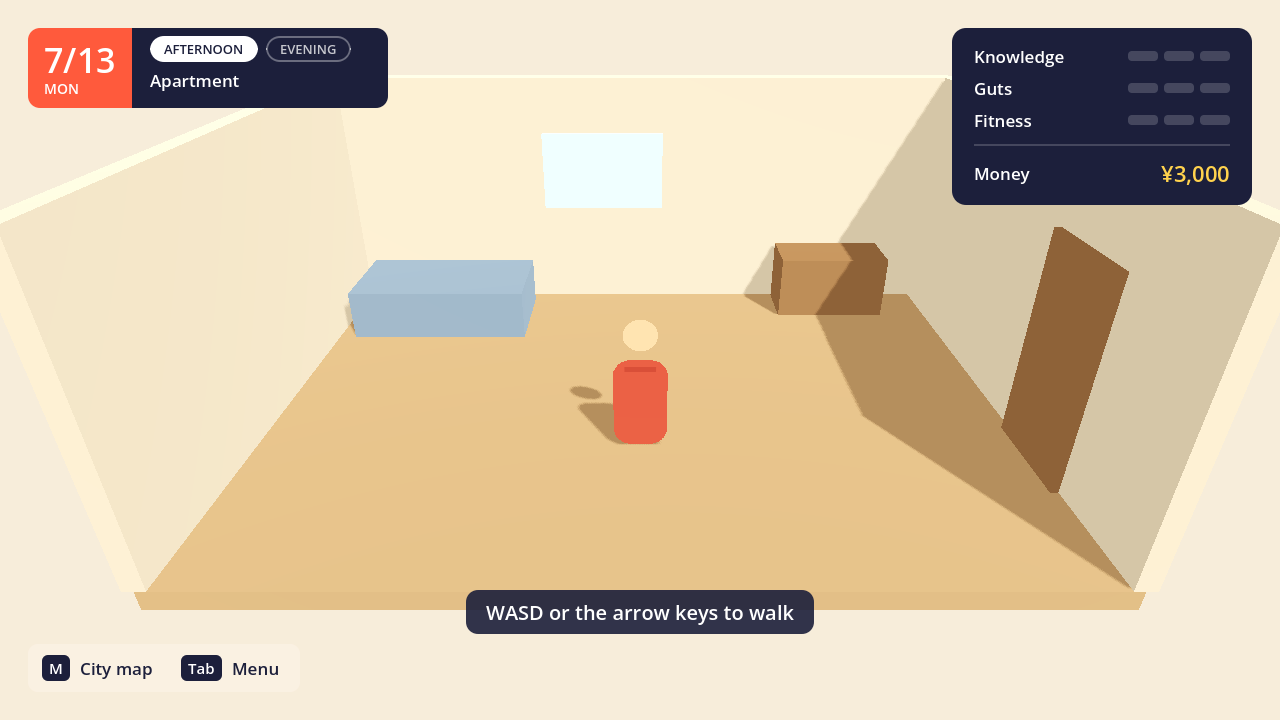 7/13
MON
AFTERNOON
EVENING
Apartment
Knowledge
Guts
Fitness
Money ¥3,000
WASD or the arrow keys to walk
M City map Tab Menu